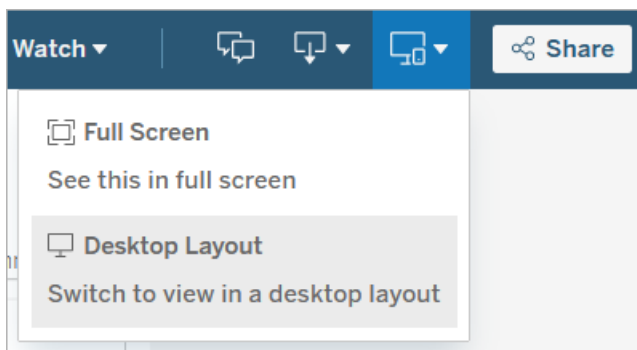 Watch
Share
Full Screen
See this in full screen
Desktop Layout
Switch to view in a desktop layout